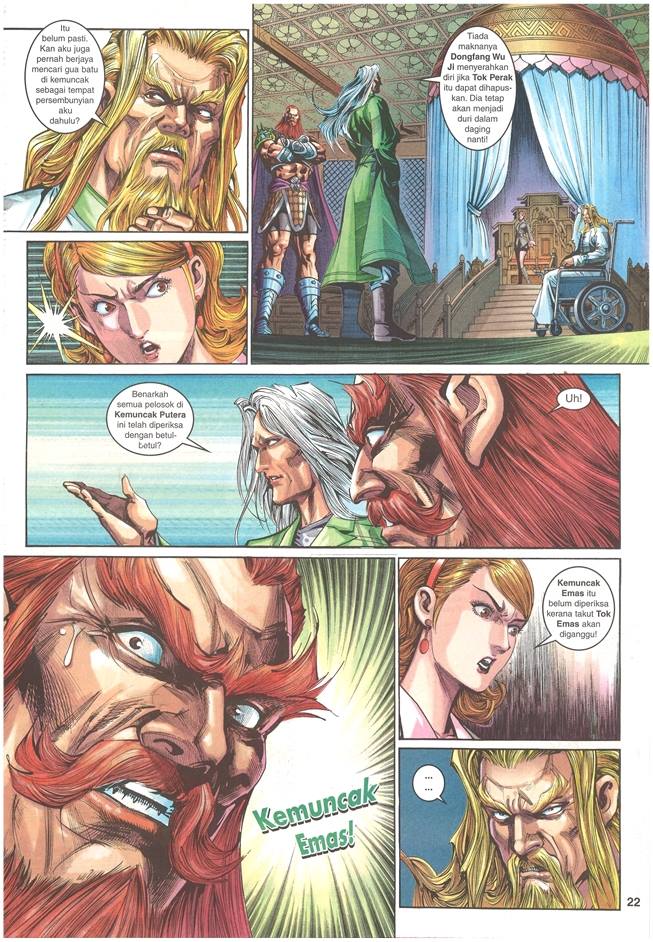 Itu
belum pasti.
Kan aku juga
pernah berjaya
mencari gua batu
di kemuncak
sebagai tempat
persembunyian
aku
dahulu?
Tiada
maknanya
Dongfang Wu
Ji menyerahkan
diri jika Tok Perak
itu dapat dihapus-
kan. Dia tetap
akan menjadi
duri dalam
daging
nanti!
Benarkah
semua pelosok di
Kemuncak Putera
ini telah diperiksa
dengan betul-
betul?
Uh!
Kemuncak
Emas!
Kemuncak
Emas itu
belum diperiksa
kerana takut Tok
Emas akan
diganggu!
...
...
22